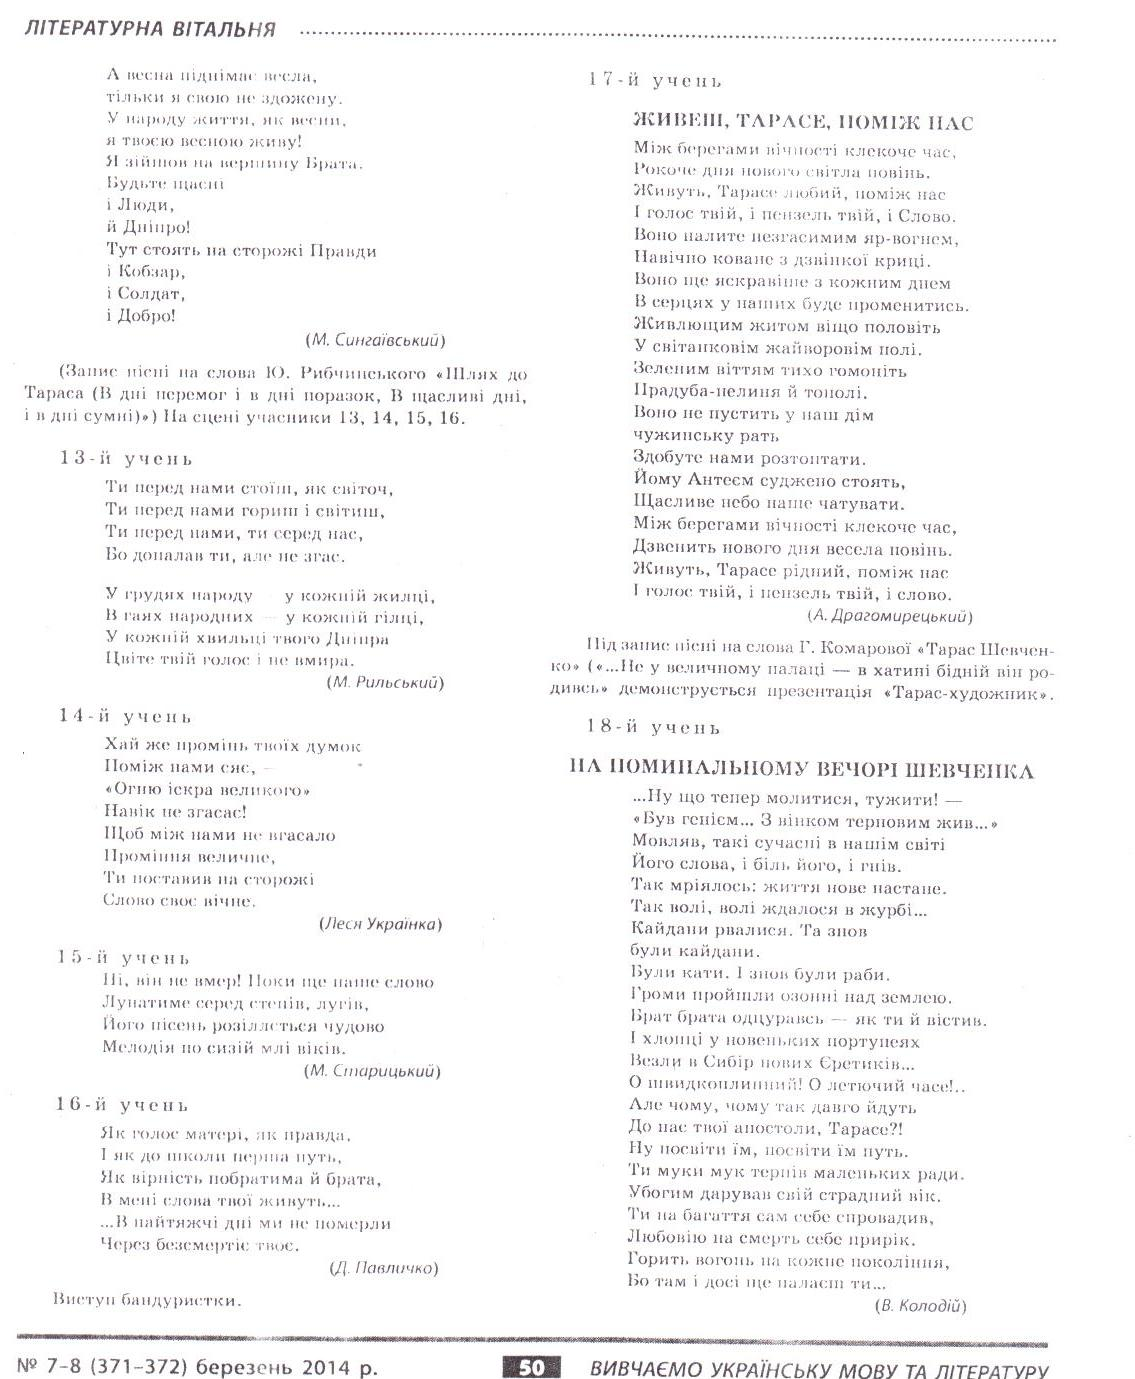 ЛІТЕРАТУРНА ВІТАЛЬНЯ
А весна піднімає весла,
тільки я свою не здожену.
У народу життя, як весни,
я твоєю весною живу!
Я зійшов на вершину Брата.
Будьте щасні
і Люди,
й Дніпро!
Тут стоять на сторожі Правди
і Кобзар,
і Солдат,
і Добро!
(М. Сингаївський)
(Запис пісні на слова Ю. Рибчинського «Шлях до
Тараса (В дні перемог і в дні поразок, В щасливі дні,
і в дні сумні)») На сцені учасники 13, 14, 15, 16.
13-й учень
Ти перед нами стоїш, як світоч,
Ти перед нами гориш і світиш,
Ти перед нами, ти серед нас,
Бо допалав ти, але не згас.
У грудях народу — у кожній жилці,
В гаях народних — у кожній гілці,
У кожній хвильці твого Дніпра
Цвіте твій голос і не вмира.
(М. Рильський)
14-й учень
Хай же промінь твоїх думок
Поміж нами сяє, –
«Огню іскра великого»
Навік не згасає!
Щоб між нами не вгасало
Проміння величне,
Ти поставив на сторожі
Слово своє вічне.
(Леся Українка)
15-й учень
Ні, він не вмер! Поки ще наше слово
Лунатиме серед степів, лугів,
Його пісень розіллється чудово
Мелодія по сизій млі віків.
(М. Старицький)
16-й учень
Як голос матері, як правда,
І як до школи перша путь,
Як вірність побратима й брата,
В мені слова твої живуть...
...В найтяжчі дні ми не померли
Через безсмертіє твоє.
(Д. Павличко)
Виступ бандуристки.
17-й учень
ЖИВЕШ, ТАРАСЕ, ПОМІЖ НАС
Між берегами вічності клекоче час,
Рокоче дня нового світла повінь.
Живуть, Тарасе любий, поміж нас
І голос твій, і пензель твій, і Слово.
Воно налите незгасимим яр-вогнем,
Навічно коване з дзвінкої криці.
Воно ще яскравіше з кожним днем
В серцях у наших буде променитись.
Живлющим житом віщо половіть
У світанковім жайворовім полі.
Зеленим віттям тихо гомоніть
Прадуба-велиня й тополі.
Воно не пустить у наш дім
чужинську рать
Здобуте нами розтоптати.
Йому Антеєм суджено стоять,
Щасливе небо наше чатувати.
Між берегами вічності клекоче час,
Дзвенить нового дня весела повінь.
Живуть, Тарасе рідний, поміж нас
І голос твій, і пензель твій, і слово.
(А. Драгомирецький)
Під запис пісні на слова Г. Комарової «Тарас Шевчен-
ко» («...Не у величному палаці — в хатині бідній він ро-
дивсь» демонструється презентація «Тарас-художник».
18-й учень
НА ПОМИНАЛЬНОМУ ВЕЧОРІ ШЕВЧЕНКА
...Ну що тепер молитися, тужити! —
«Був генієм... З вінком терновим жив...»
Мовляв, такі сучасні в нашім світі
Його слова, і біль його, і гнів.
Так мріялось: життя нове настане.
Так волі, волі ждалося в журбі...
Кайдани рвалися. Та знов
були кайдани.
Були кати. І знов були раби.
Громи пройшли озонні над землею.
Брат брата одцуравсь — як ти й вістив.
І хлопці у новеньких портупеях
Везли в Сибір нових Єретиків...
О швидкоплинний! О летючий часе!..
Але чому, чому так давго йдуть
До нас твої апостоли, Тарасе?!
Ну посвіти їм, посвіти їм путь.
Ти муки мук тернів маленьких ради.
Убогим дарував свій страдний вік.
Ти на багаття сам себе спровадив,
Любовію на смерть себе прирік.
Горить вогонь на кожне покоління,
Бо там і досі ще палаєш ти...
(В. Колодій)
№ 7–8 (371–372) березень 2014 р.
50
ВИВЧАЄМО УКРАЇНСЬКУ МОВУ ТА ЛІТЕРАТУРУ